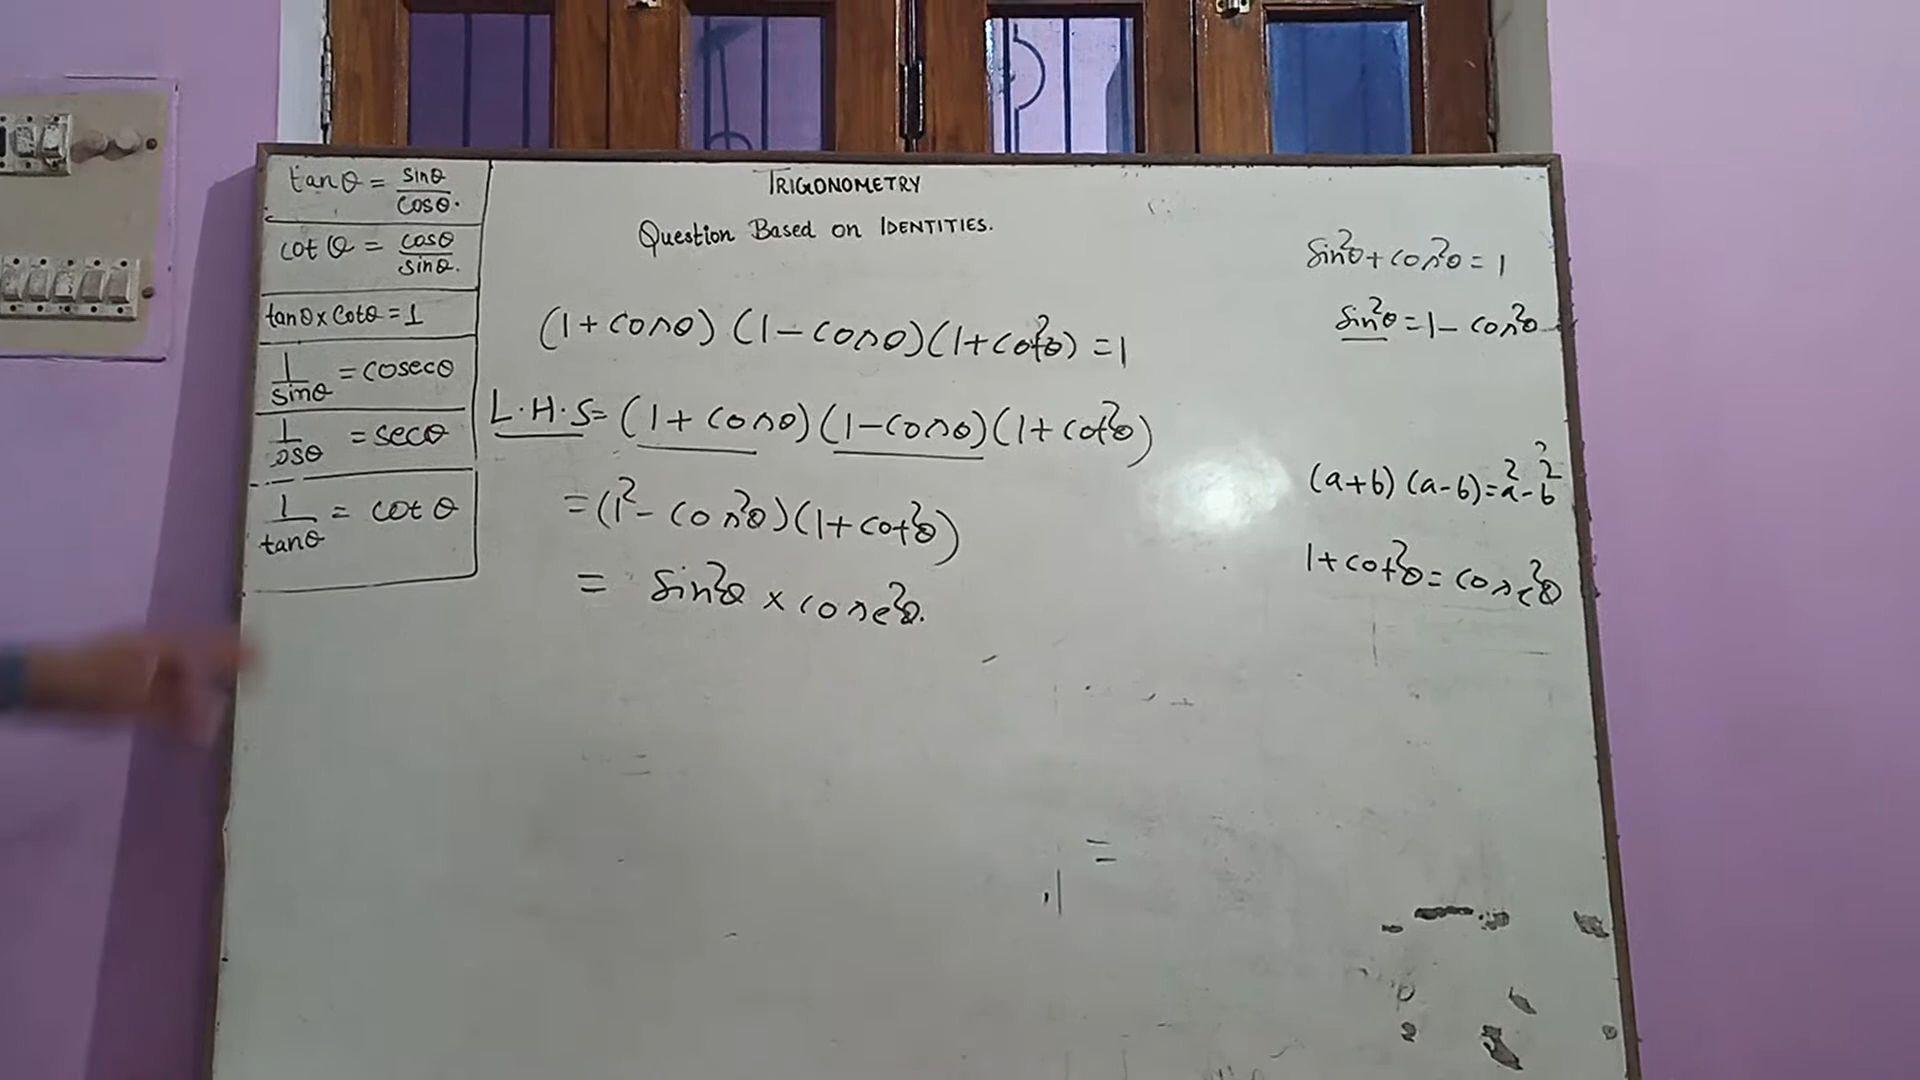 tanθ = sinθ/cosθ.
cotθ = cosθ/sinθ.
tanθ x cotθ = 1
1/sinθ = cosecθ
1/osθ = secθ
1/tanθ = cotθ
TRIGONOMETRY
Question Based on IDENTITIES.
(1+cosθ) (1-cosθ)(1+cot²θ) = 1
L.H.S= (1+cosθ)(1-cosθ)(1+cot²θ)
=(1²-cos²θ)(1+cot²θ)
= sin²θ x cosec²θ.
sin²θ+cos²θ=1
sin²θ=1-cos²θ
(a+b) (a-b)=a²-b²
1+cot²θ=cosec²θ